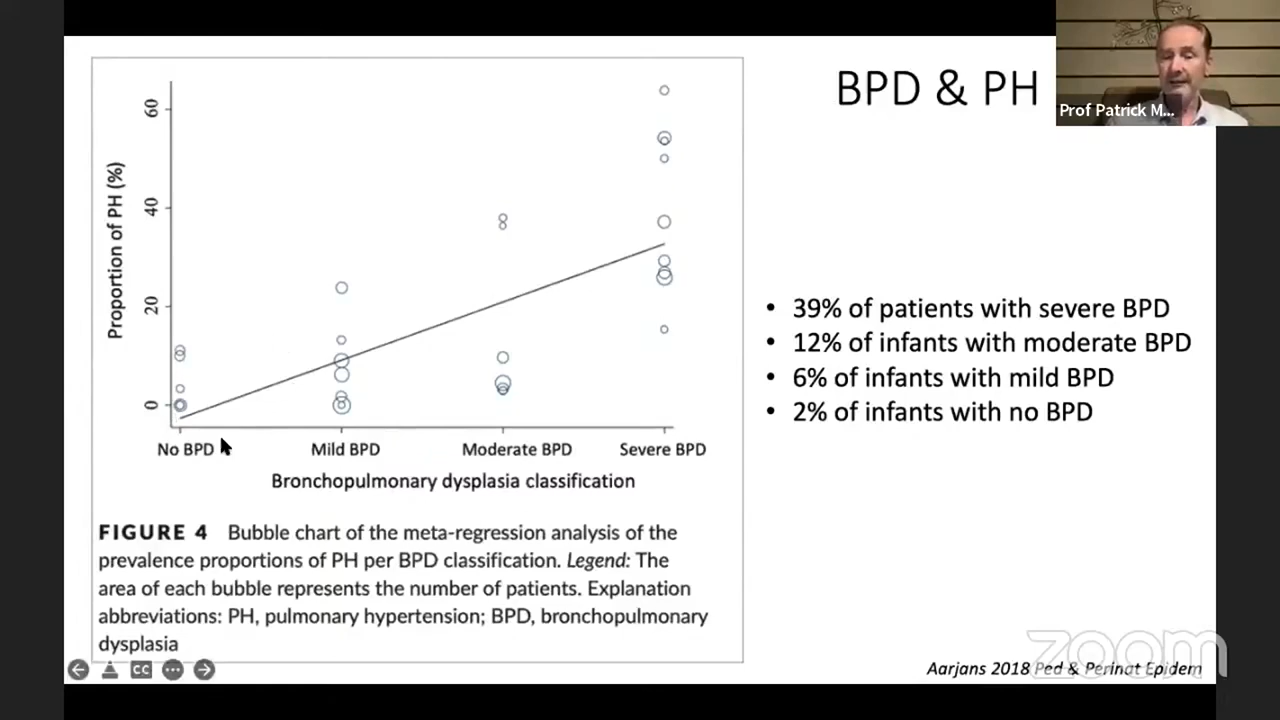 BPD & PH
Prof Patrick M...
Proportion of PH (%)
60
40
20
0
No BPD
Mild BPD
Moderate BPD
Severe BPD
Bronchopulmonary dysplasia classification
FIGURE 4 Bubble chart of the meta-regression analysis of the
prevalence proportions of PH per BPD classification. Legend: The
area of each bubble represents the number of patients. Explanation
abbreviations: PH, pulmonary hypertension; BPD, bronchopulmonary
dysplasia
• 39% of patients with severe BPD
• 12% of infants with moderate BPD
• 6% of infants with mild BPD
• 2% of infants with no BPD
CC
Aarjans 2018 Ped & Perinat Epidem
zoom